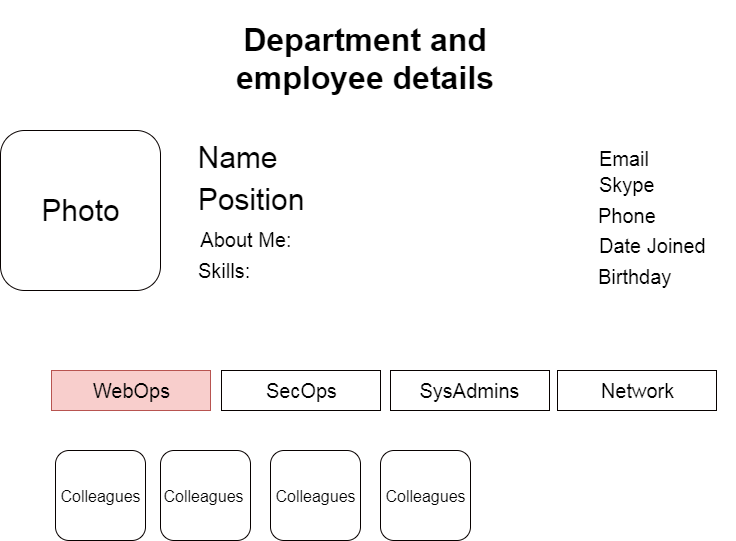 Department and
employee details
Photo
Name
Position
About Me:
Skills:
Email
Skype
Phone
Date Joined
Birthday
WebOps
SecOps
SysAdmins
Network
Colleagues
Colleagues
Colleagues
Colleagues